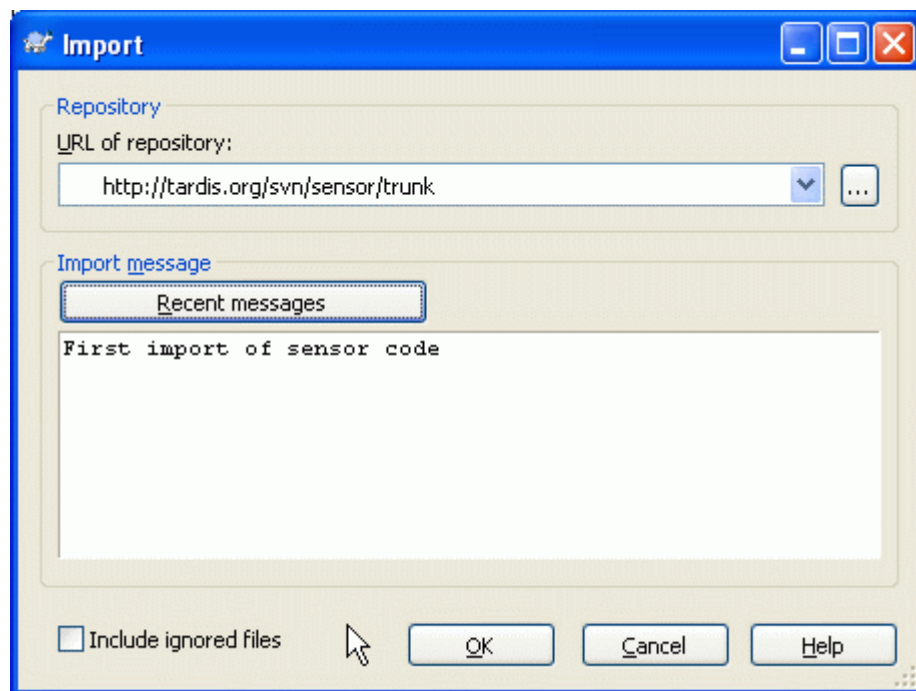 Import
Repository
URL of repository:
http://tardis.org/svn/sensor/trunk
...
Import message
Recent messages
First import of sensor code
Include ignored files
OK
Cancel
Help